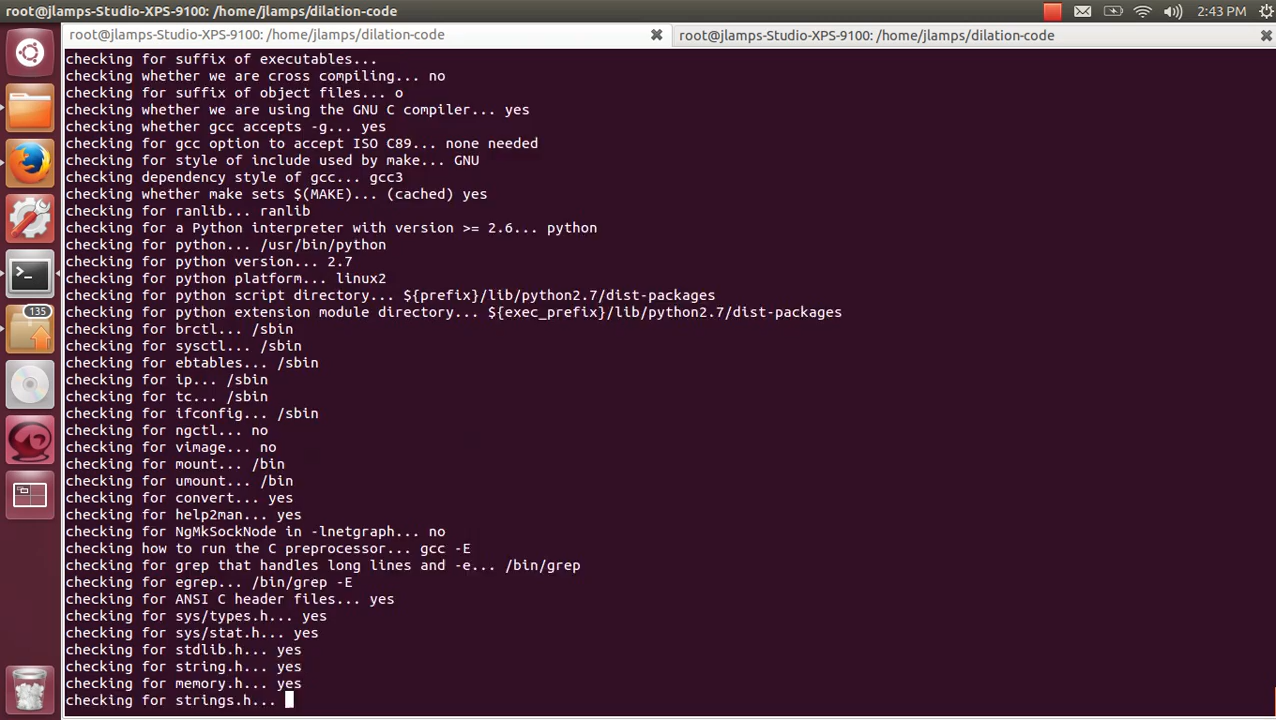 root@jlamps-Studio-XPS-9100: /home/jlamps/dilation-code
2:43 PM
root@jlamps-Studio-XPS-9100: /home/jlamps/dilation-code
root@jlamps-Studio-XPS-9100: /home/jlamps/dilation-code
checking for suffix of executables...
checking whether we are cross compiling... no
checking for suffix of object files... o
checking whether we are using the GNU C compiler... yes
checking whether gcc accepts -g... yes
checking for gcc option to accept ISO C89... none needed
checking for style of include used by make... GNU
checking dependency style of gcc... gcc3
checking whether make sets $(MAKE)... (cached) yes
checking for ranlib... ranlib
checking for a Python interpreter with version >= 2.6... python
checking for python... /usr/bin/python
checking for python version... 2.7
checking for python platform... linux2
checking for python script directory... ${prefix}/lib/python2.7/dist-packages
checking for python extension module directory... ${exec_prefix}/lib/python2.7/dist-packages
checking for brctl... /sbin
checking for sysctl... /sbin
checking for ebtables... /sbin
checking for ip... /sbin
checking for tc... /sbin
checking for ifconfig... /sbin
checking for ngctl... no
checking for vimage... no
checking for mount... /bin
checking for umount... /bin
checking for convert... yes
checking for help2man... yes
checking for NgMkSockNode in -lnetgraph... no
checking how to run the C preprocessor... gcc -E
checking for grep that handles long lines and -e... /bin/grep
checking for egrep... /bin/grep -E
checking for ANSI C header files... yes
checking for sys/types.h... yes
checking for sys/stat.h... yes
checking for stdlib.h... yes
checking for string.h... yes
checking for memory.h... yes
checking for strings.h...
135